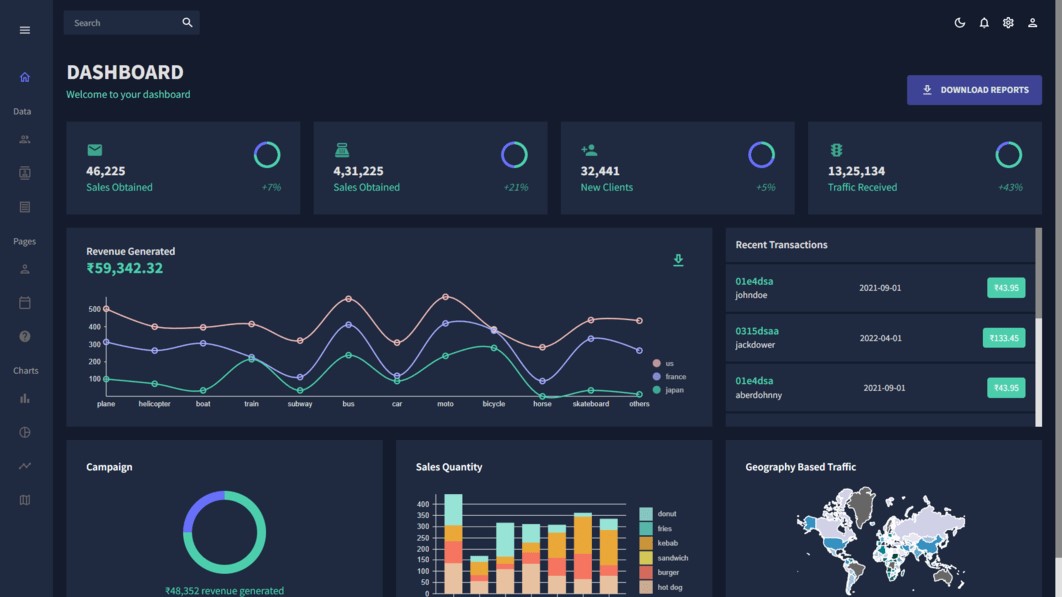 Search
DASHBOARD
Welcome to your dashboard
DOWNLOAD REPORTS
Data
Pages
Charts
46,225
Sales Obtained
+7%
4,31,225
Sales Obtained
+21%
32,441
New Clients
+5%
13,25,134
Traffic Received
+43%
Revenue Generated
₹59,342.32
500
400
300
200
100
plane helicopter boat train subway bus car moto bicycle horse skateboard others
us
france
japan
Recent Transactions
01e4dsa
johndoe
2021-09-01
₹43.95
0315dsaa
jackdower
2022-04-01
₹133.45
01e4dsa
aberdohnny
2021-09-01
₹43.95
Campaign
₹48,352 revenue generated
Sales Quantity
400
350
300
250
200
150
100
50
0
donut
fries
kebab
sandwich
burger
hot dog
Geography Based Traffic